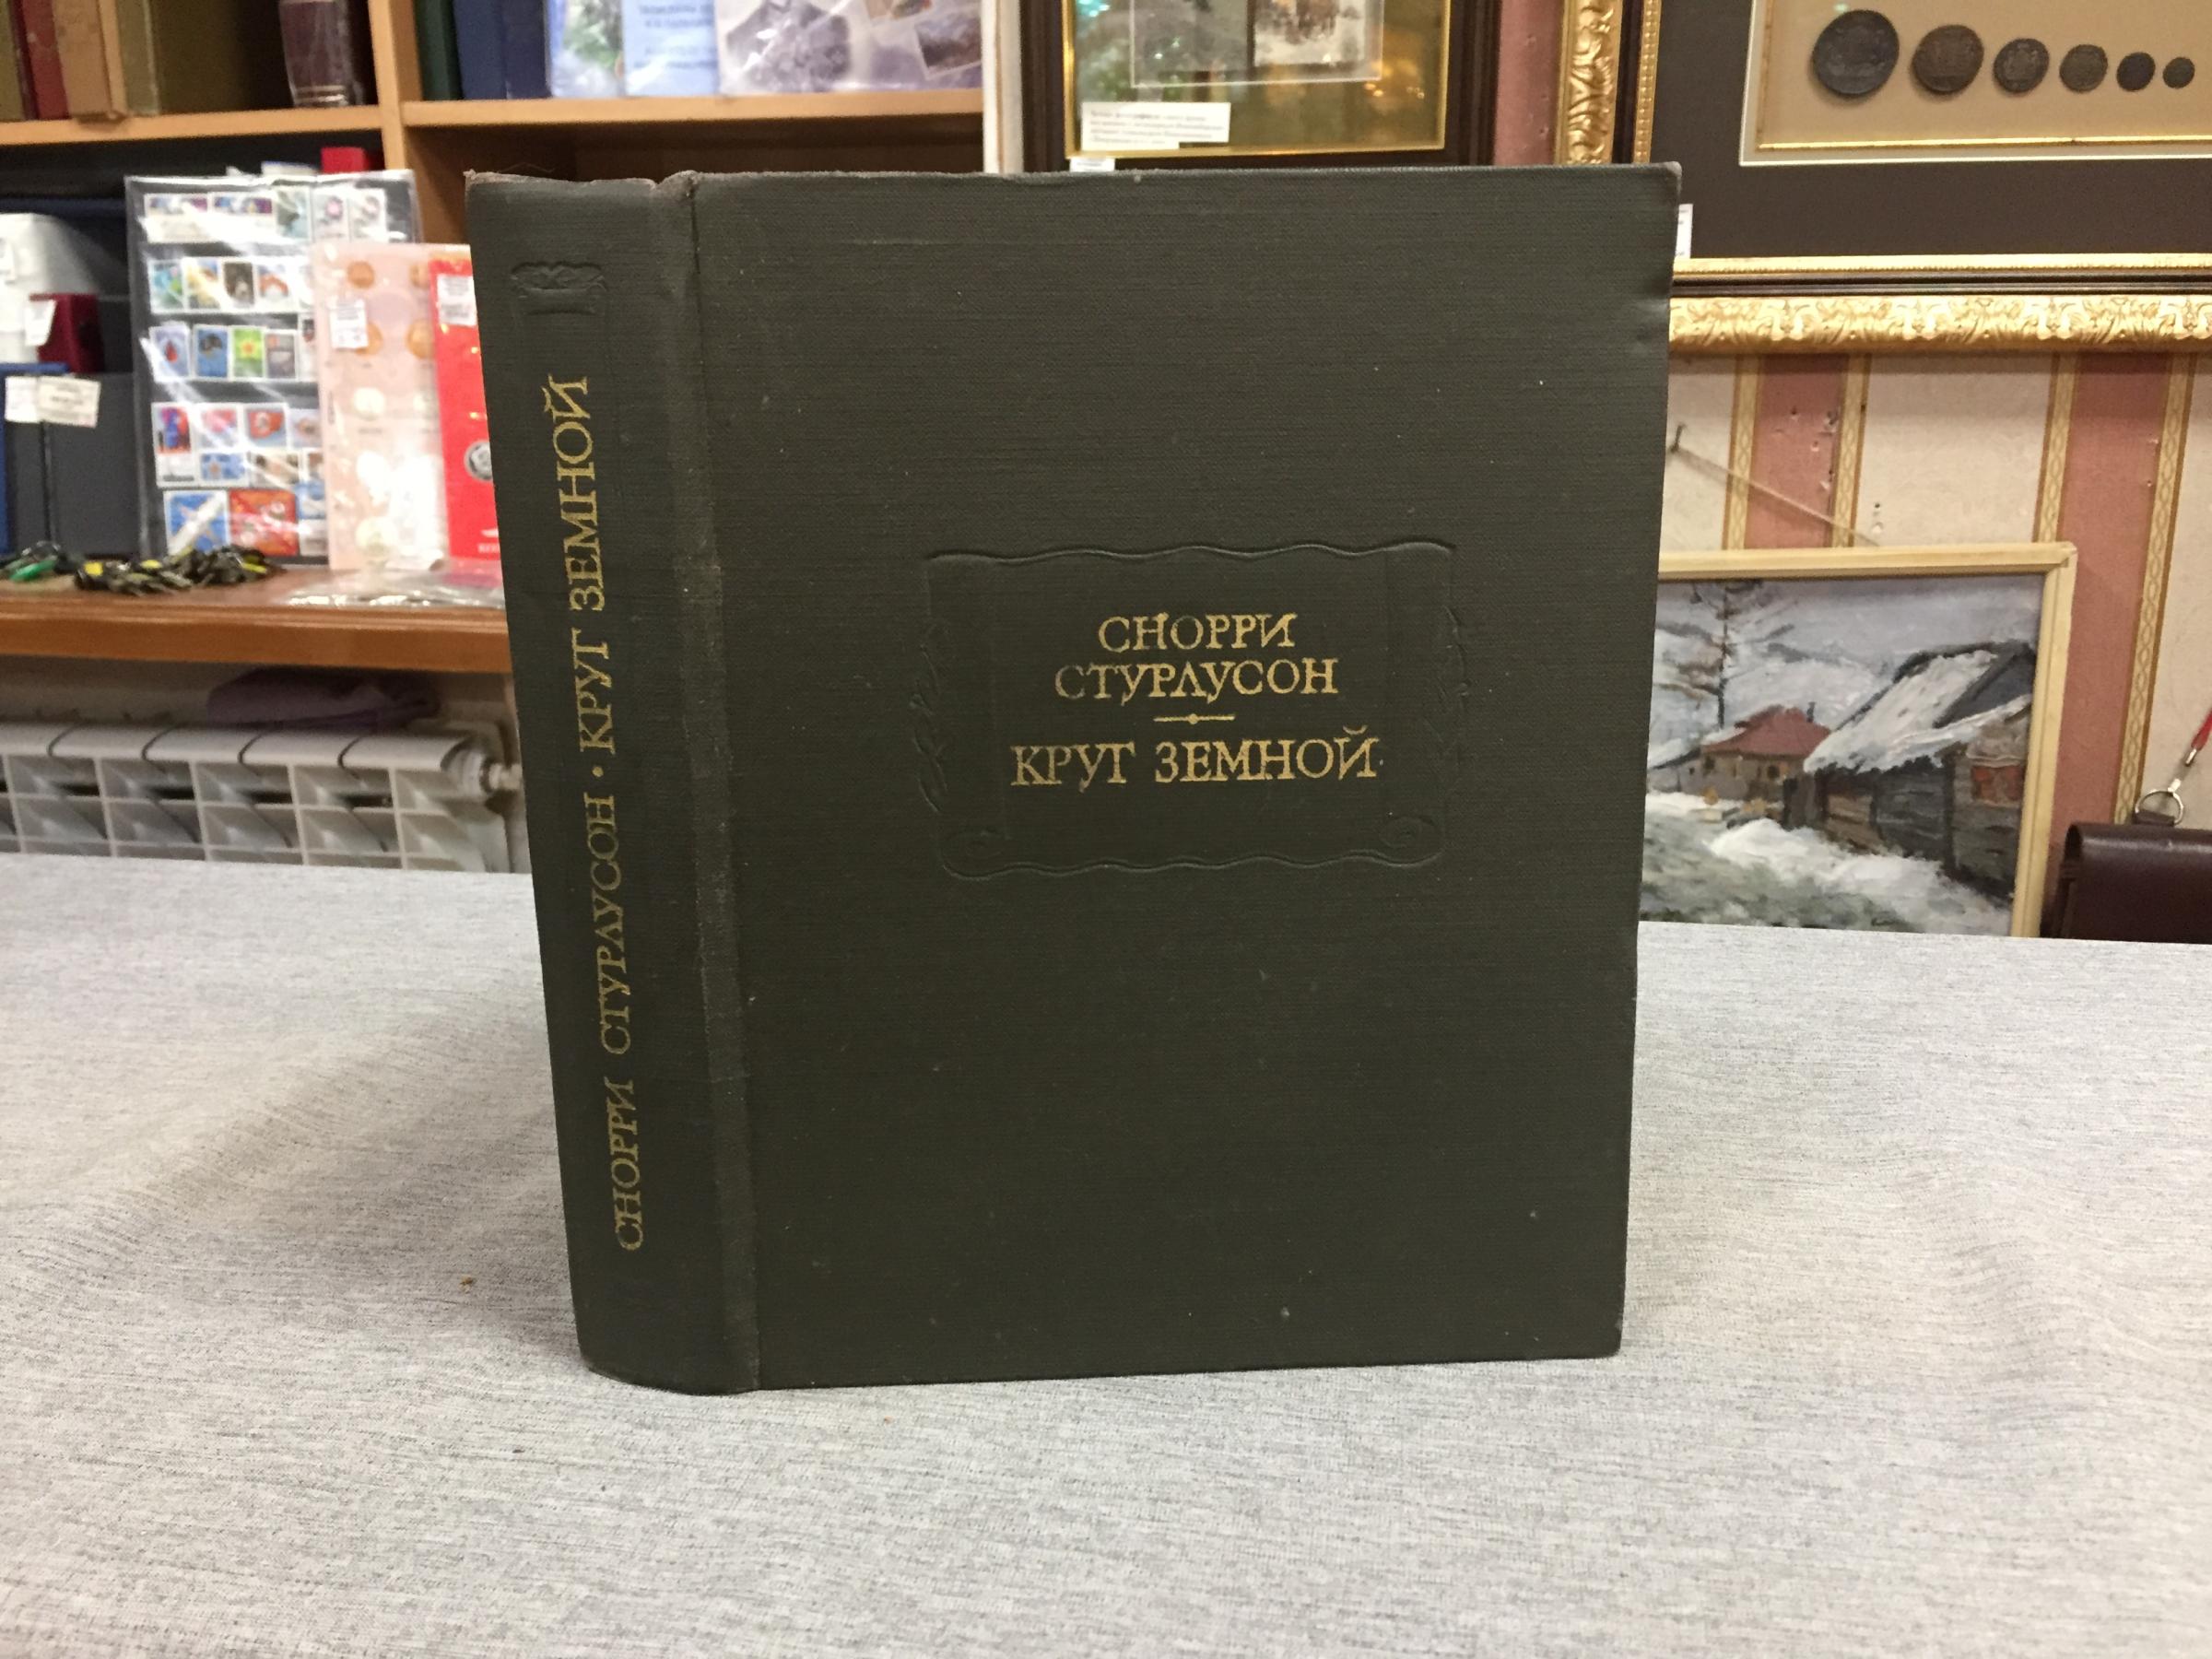 СНОРРИ СТУРЛУСОН • КРУГ ЗЕМНОЙ
СНОРРИ
СТУРЛУСОН
КРУГ ЗЕМНОЙ